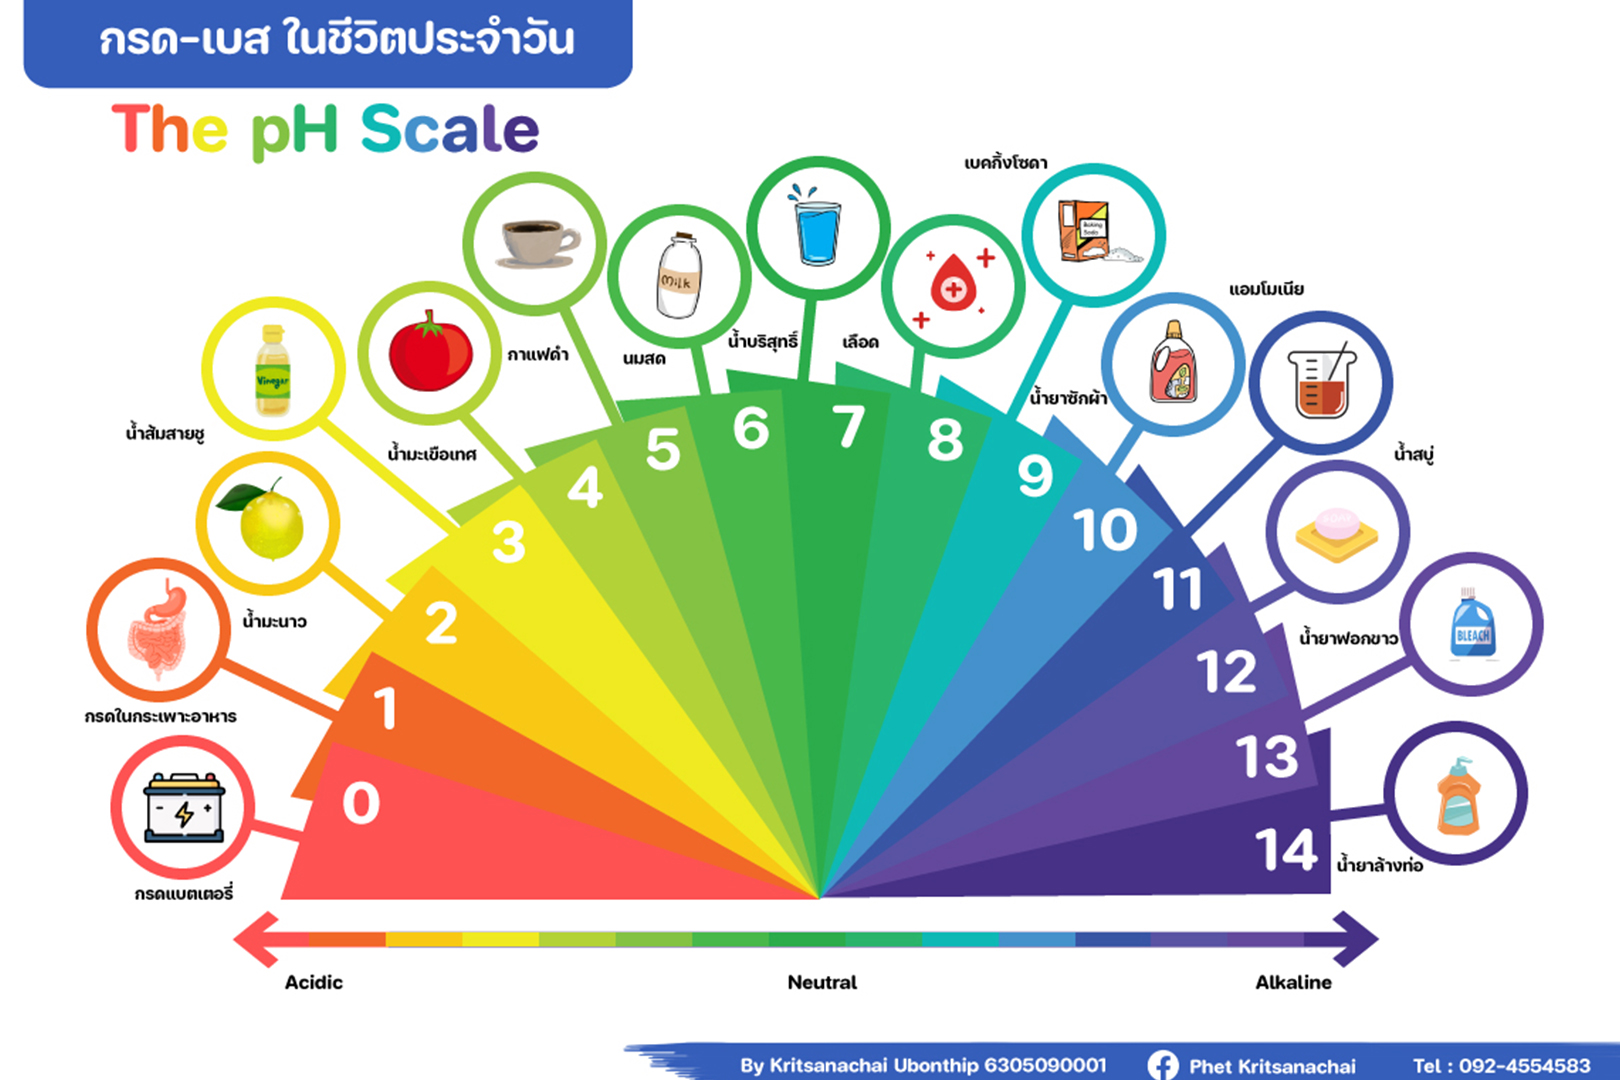 กรด-เบส ในชีวิตประจำวัน
The pH Scale
เบคกิ้งโซดา
แอมโมเนีย
กาแฟดำ
นมสด
Milk
น้ำบริสุทธิ์
เลือด
Baking
Soda
น้ำยาซักผ้า
น้ำส้มสายชู
Vinegar
น้ำมะเขือเทศ
น้ำสบู่
SOAP
น้ำมะนาว
น้ำยาฟอกขาว
BLEACH
กรดในกระเพาะอาหาร
กรดแบตเตอรี่
น้ำยาล้างท่อ
0
1
2
3
4
5
6
7
8
9
10
11
12
13
14
- +
Acidic
Neutral
Alkaline
By Kritsanachai Ubonthip 6305090001
Phet Kritsanachai
Tel : 092-4554583